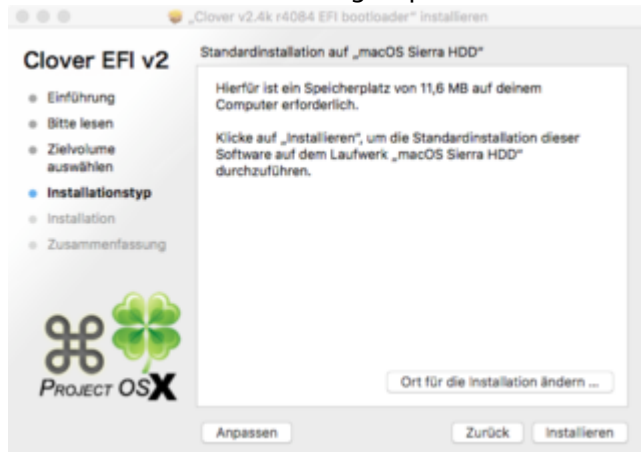 „Clover v2.4k r4084 EFI bootloader“ installieren
Clover EFI v2
Einführung
Bitte lesen
Zielvolume
auswählen
Installationstyp
Installation
Zusammenfassung
PROJECT OSX
Standardinstallation auf „macOS Sierra HDD“
Hierfür ist ein Speicherplatz von 11,6 MB auf deinem
Computer erforderlich.
Klicke auf „Installieren“, um die Standardinstallation dieser
Software auf dem Laufwerk „macOS Sierra HDD“
durchzuführen.
Ort für die Installation ändern ...
Anpassen
Zurück
Installieren